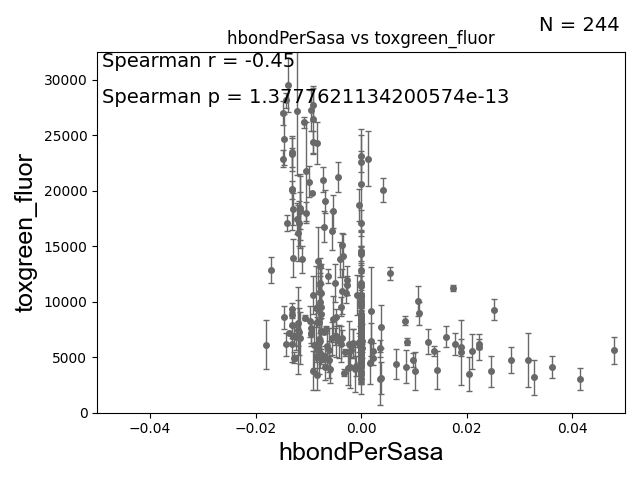 N = 244
hbondPerSasa vs toxgreen_fluor
Spearman r = -0.45
Spearman p = 1.3777621134200574e-13
toxgreen_fluor
30000
25000
20000
15000
10000
5000
0
−0.04 −0.02 0.00 0.02 0.04
hbondPerSasa